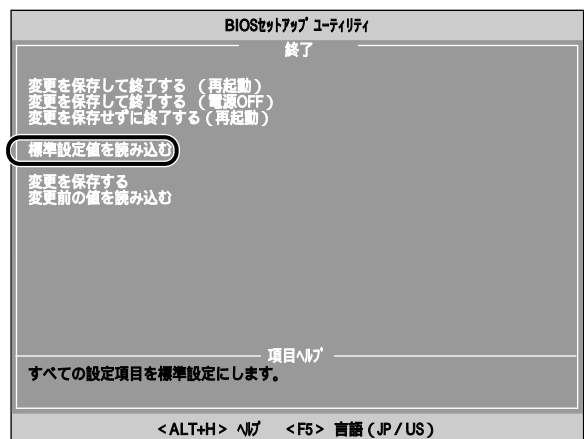 BIOSｾｯﾄｱｯﾌﾟ ﾕｰﾃｨﾘﾃｨ
終了
変更を保存して終了する (再起動)
変更を保存して終了する (電源OFF)
変更を保存せずに終了する(再起動)
標準設定値を読み込む
変更を保存する
変更前の値を読み込む
項目ﾍﾙﾌﾟ
すべての設定項目を標準設定にします。
<ALT+H> ﾍﾙﾌﾟ <F5> 言語(JP/US)